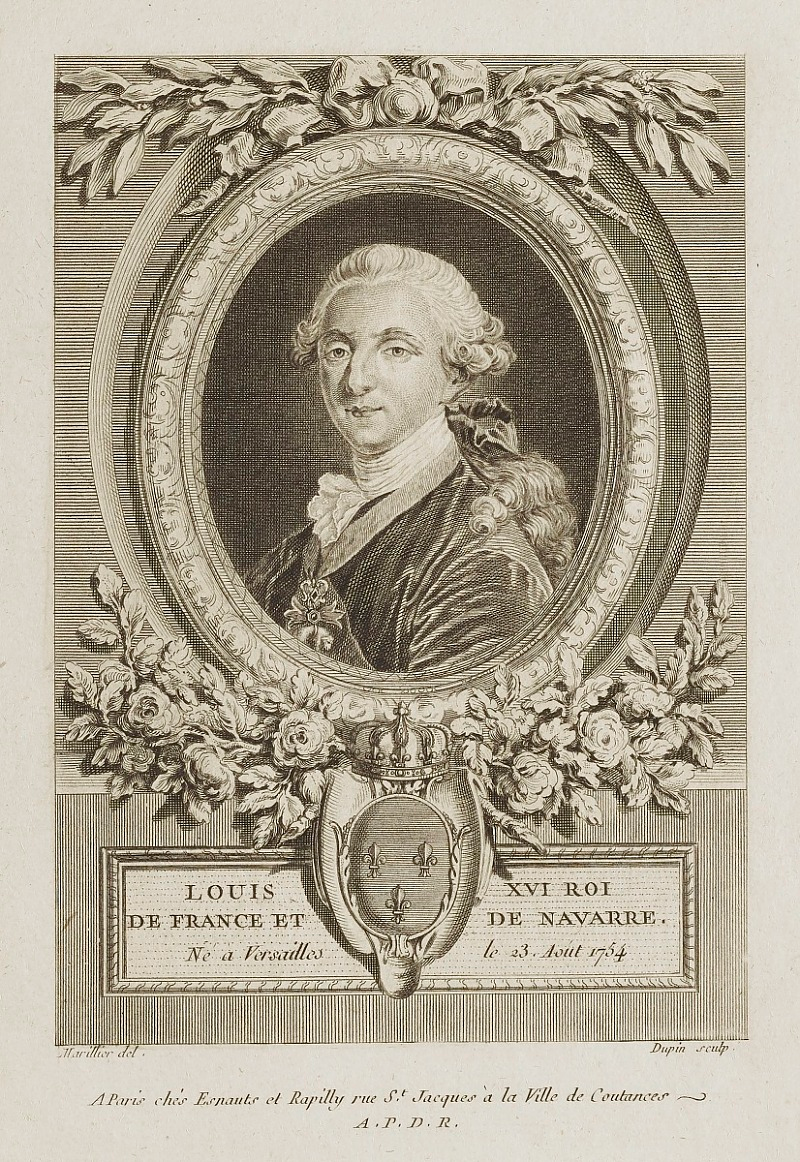 LOUIS XVI ROI
DE FRANCE ET DE NAVARRE.
Né a Versailles le 23. Aout 1754
Marillier del. Dupin sculp.
A Paris chés Esnauts et Rapilly rue S.t Jacques à la Ville de Coutances
A. P. D. R.